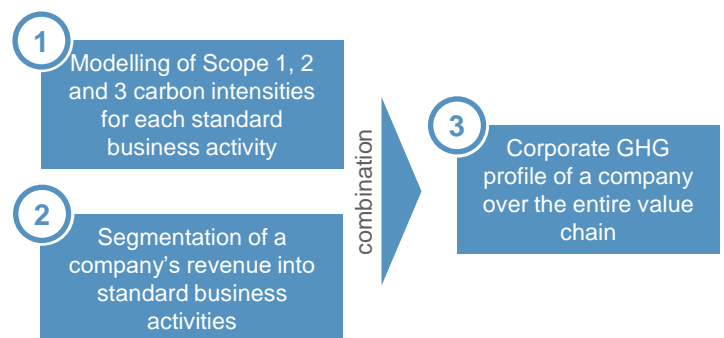 1
Modelling of Scope 1, 2
and 3 carbon intensities
for each standard
business activity
2
Segmentation of a
company's revenue into
standard business
activities
combination
3
Corporate GHG
profile of a company
over the entire value
chain